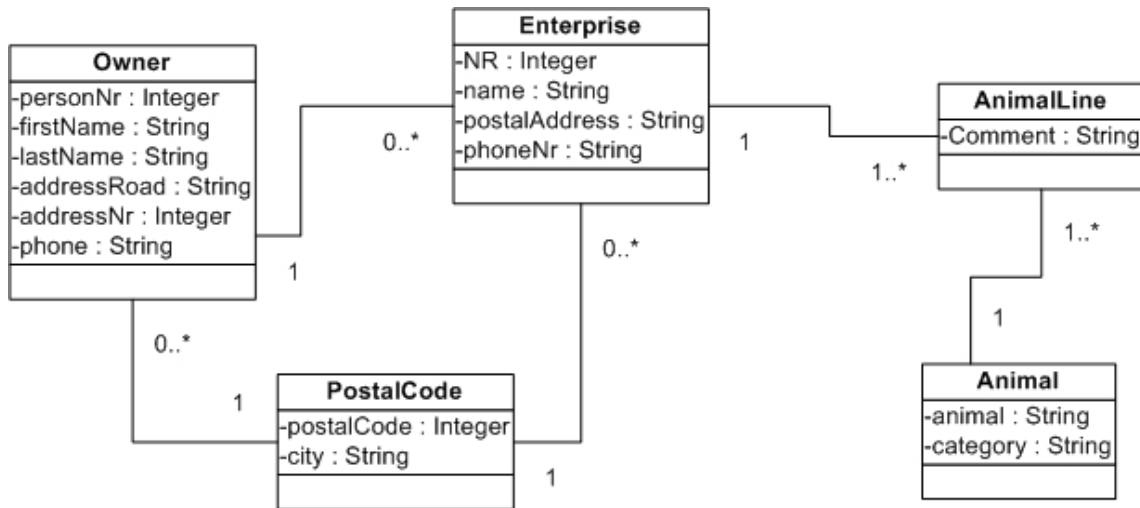 Owner
-personNr : Integer
-firstName : String
-lastName : String
-addressRoad : String
-addressNr : Integer
-phone : String
Enterprise
-NR : Integer
-name : String
-postalAddress : String
-phoneNr : String
AnimalLine
-Comment : String
0..*
1
1
1..*
0..*
1..*
0..*
1
1
1
PostalCode
-postalCode : Integer
-city : String
Animal
-animal : String
-category : String